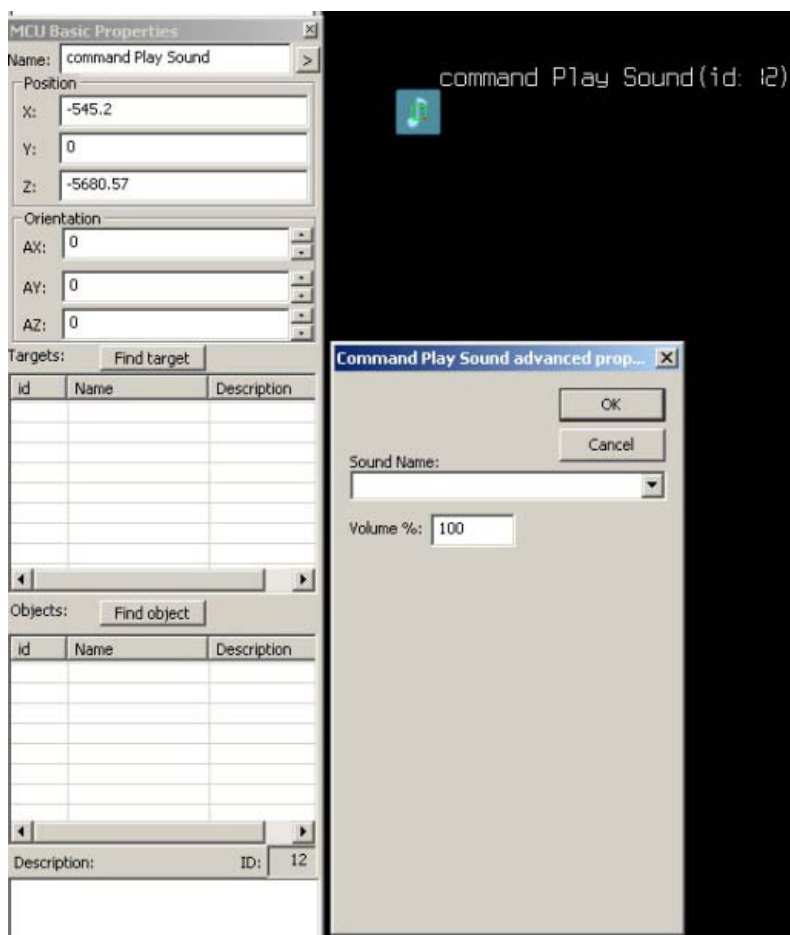 MCU Basic Properties
Name: command Play Sound >
Position
X: -545.2
Y: 0
Z: -5680.57
Orientation
AX: 0
AY: 0
AZ: 0
Targets: Find target
id Name Description
Objects: Find object
id Name Description
Description: ID: 12
command Play Sound(id: 12)
Command Play Sound advanced prop...
OK
Cancel
Sound Name:
Volume %: 100